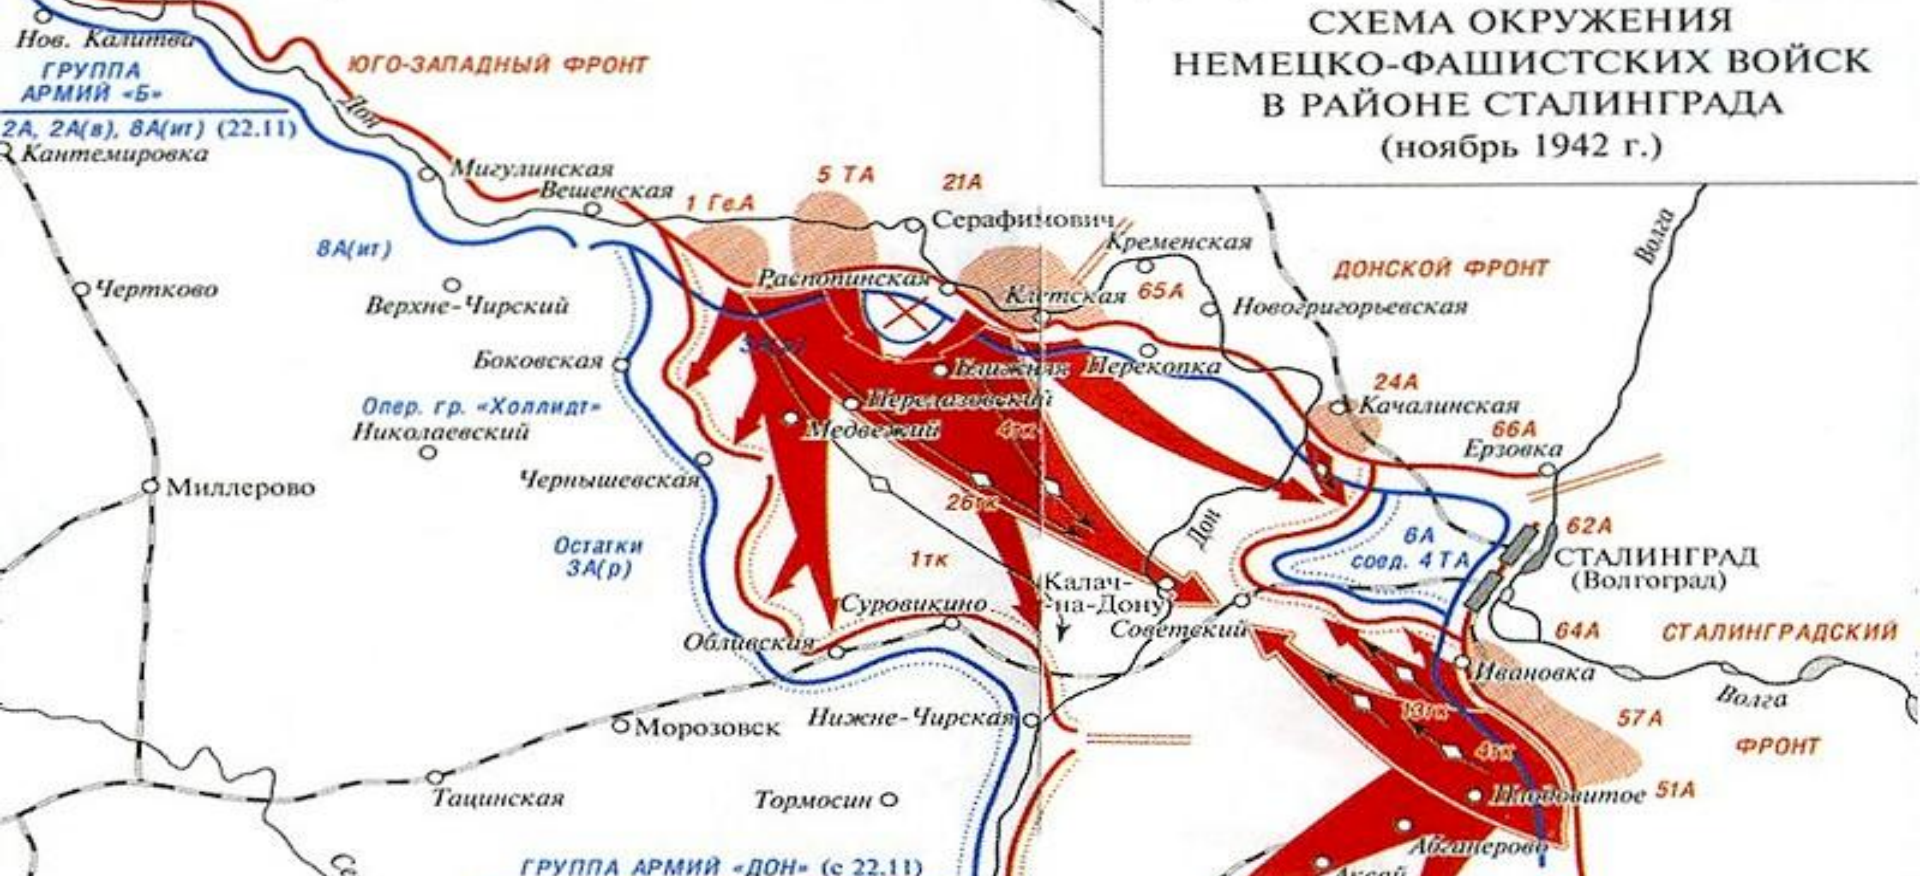 СХЕМА ОКРУЖЕНИЯ
НЕМЕЦКО-ФАШИСТСКИХ ВОЙСК
В РАЙОНЕ СТАЛИНГРАДА
(ноябрь 1942 г.)
Нов. Калитва
ГРУППА
АРМИЙ «Б»
2А, 2А(в), 8А(ит) (22.11)
Кантемировка
ЮГО-ЗАПАДНЫЙ ФРОНТ
Дон
Мигулинская
Вешенская
1 Ге.А
5 ТА
21А
Серафимович
Кременская
ДОНСКОЙ ФРОНТ
Волга
8А(ит)
Чертково
Верхне-Чирский
Распопинская
Клетская
65А
Новогригорьевская
Боковская
Ближняя
Перекопка
Опер. гр. «Холлидт»
Николаевский
Перелазовский
Медвежий
4тк
24А
Качалинская
66А
Ерзовка
Миллерово
Чернышевская
26тк
Остатки
3А(р)
1тк
Дон
6А
соед. 4 ТА
62А
СТАЛИНГРАД
(Волгоград)
Калач-
на-Дону
Суровикино
Советский
Обливская
64А
СТАЛИНГРАДСКИЙ
Ивановка
Волга
Морозовск
Нижне-Чирская
13тк
57А
ФРОНТ
4тк
Тацинская
Тормосин
Плодовитое
51А
Абганерово
ГРУППА АРМИЙ «ДОН» (с 22.11)
Аксай